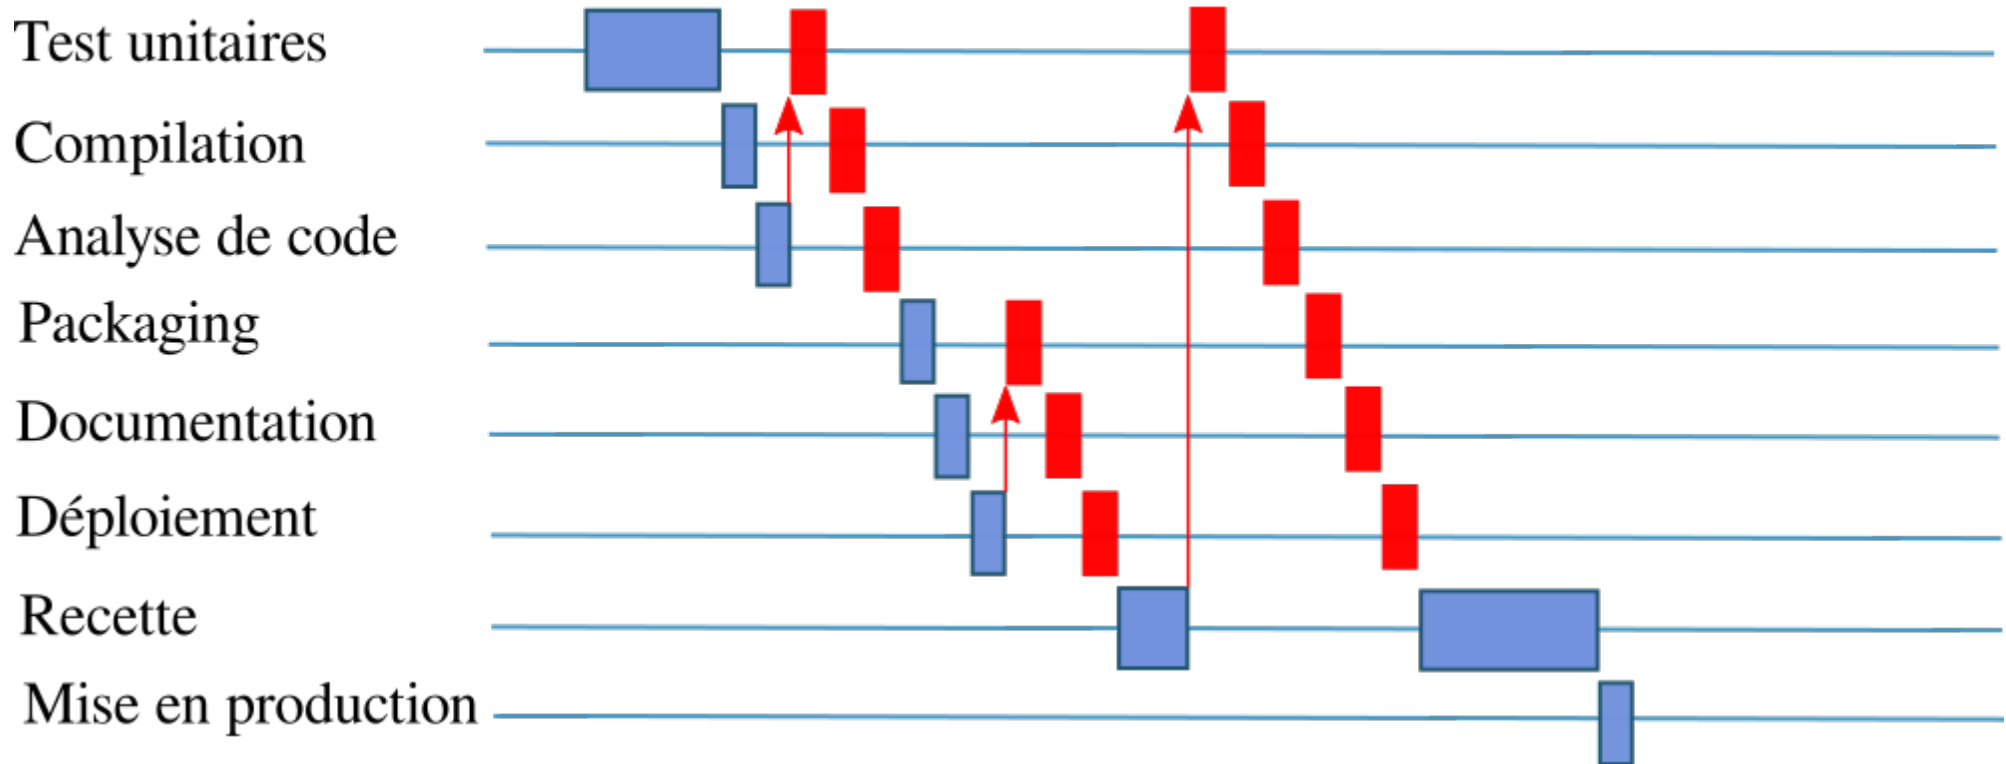 Test unitaires
Compilation
Analyse de code
Packaging
Documentation
Déploiement
Recette
Mise en production